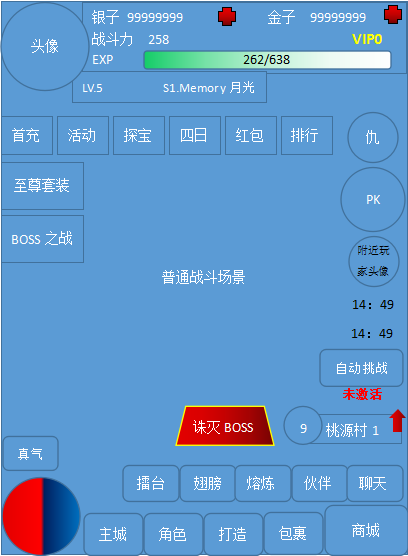 头像
银子 99999999 金子 99999999
战斗力 258 VIP0
EXP 262/638
LV.5 S1.Memory 月光
首充 活动 探宝 四日 红包 排行 仇
至尊套装 PK
BOSS 之战
附近玩
家头像
普通战斗场景
14：49
14：49
自动挑战
未激活
诛灭 BOSS 9 桃源村 1
真气
擂台 翅膀 熔炼 伙伴 聊天
主城 角色 打造 包裹 商城